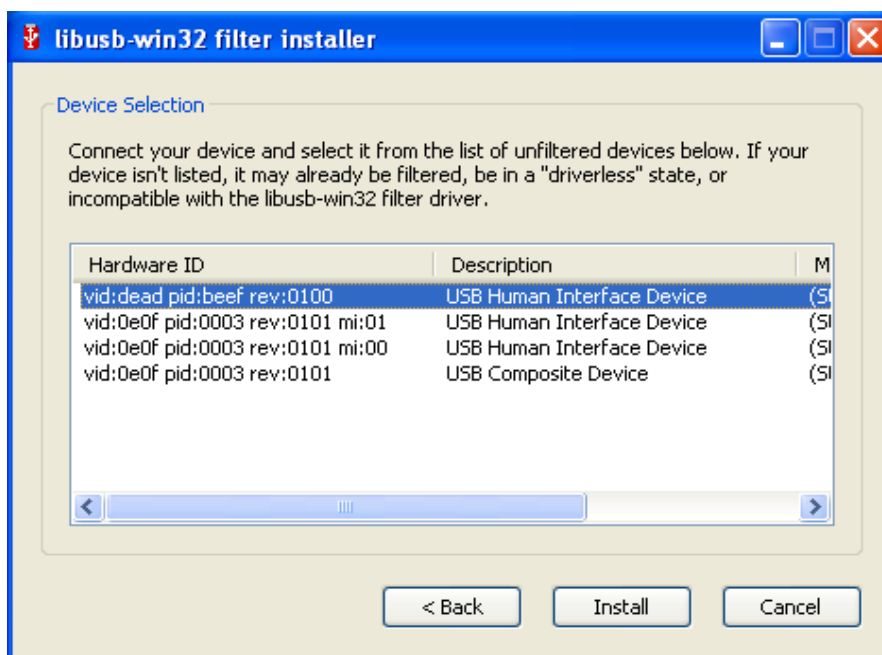 libusb-win32 filter installer
Device Selection
Connect your device and select it from the list of unfiltered devices below. If your
device isn't listed, it may already be filtered, be in a "driverless" state, or
incompatible with the libusb-win32 filter driver.
Hardware ID Description M
vid:dead pid:beef rev:0100 USB Human Interface Device (S
vid:0e0f pid:0003 rev:0101 mi:01 USB Human Interface Device (S
vid:0e0f pid:0003 rev:0101 mi:00 USB Human Interface Device (S
vid:0e0f pid:0003 rev:0101 USB Composite Device (S
< Back Install Cancel